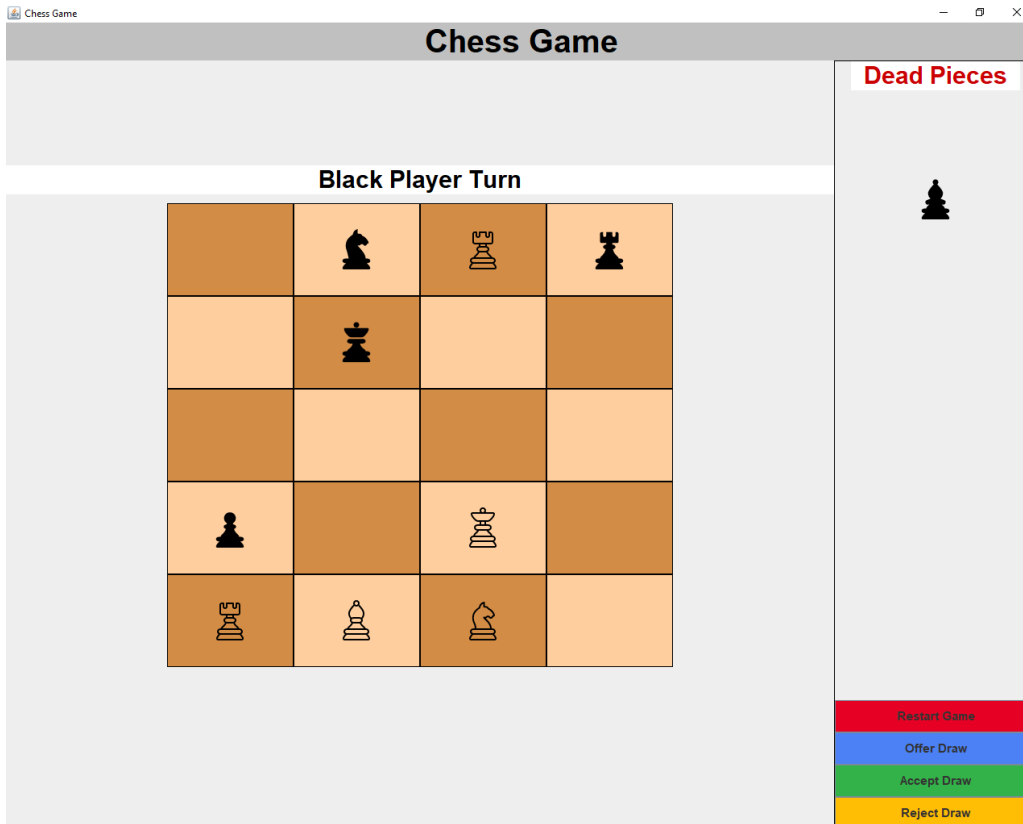 Chess Game
Chess Game
Dead Pieces
Black Player Turn
Restart Game
Offer Draw
Accept Draw
Reject Draw